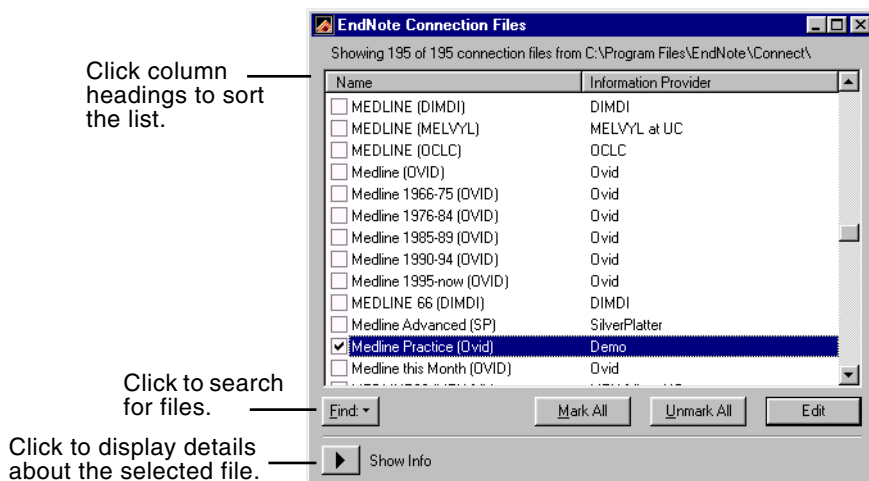 EndNote Connection Files
Showing 195 of 195 connection files from C:\Program Files\EndNote\Connect\
Click column
headings to sort
the list.
Name Information Provider
MEDLINE (DIMDI) DIMDI
MEDLINE (MELVYL) MELVYL at UC
MEDLINE (OCLC) OCLC
Medline (OVID) Ovid
Medline 1966-75 (OVID) Ovid
Medline 1976-84 (OVID) Ovid
Medline 1985-89 (OVID) Ovid
Medline 1990-94 (OVID) Ovid
Medline 1995-now (OVID) Ovid
MEDLINE 66 (DIMDI) DIMDI
Medline Advanced (SP) SilverPlatter
Medline Practice (Ovid) Demo
Medline this Month (OVID) Ovid
Click to search
for files.
Find: Mark All Unmark All Edit
Click to display details
about the selected file.
Show Info